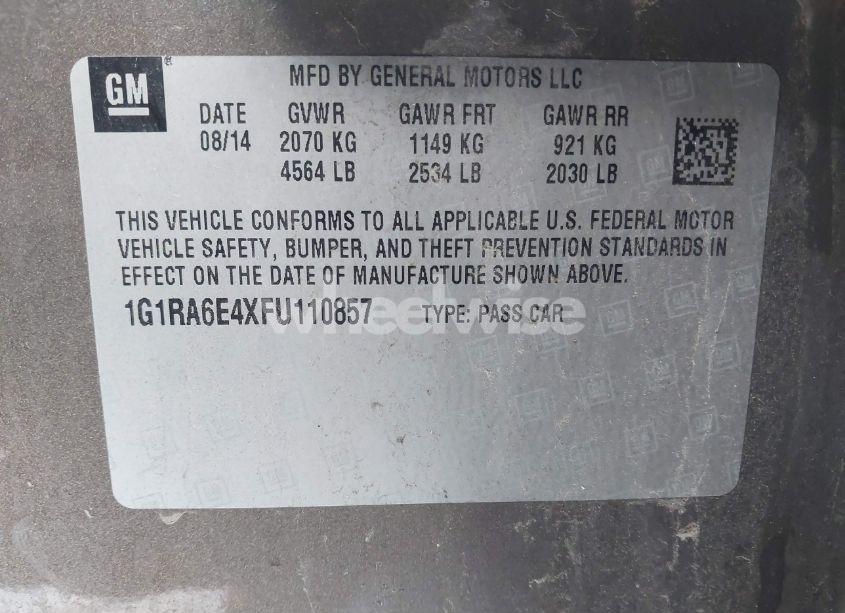 GM ®
MFD BY GENERAL MOTORS LLC
DATE GVWR GAWR FRT GAWR RR
08/14 2070 KG 1149 KG 921 KG
4564 LB 2534 LB 2030 LB
THIS VEHICLE CONFORMS TO ALL APPLICABLE U.S. FEDERAL MOTOR
VEHICLE SAFETY, BUMPER, AND THEFT PREVENTION STANDARDS IN
EFFECT ON THE DATE OF MANUFACTURE SHOWN ABOVE.
1G1RA6E4XFU110857 TYPE: PASS CAR
wheelwise